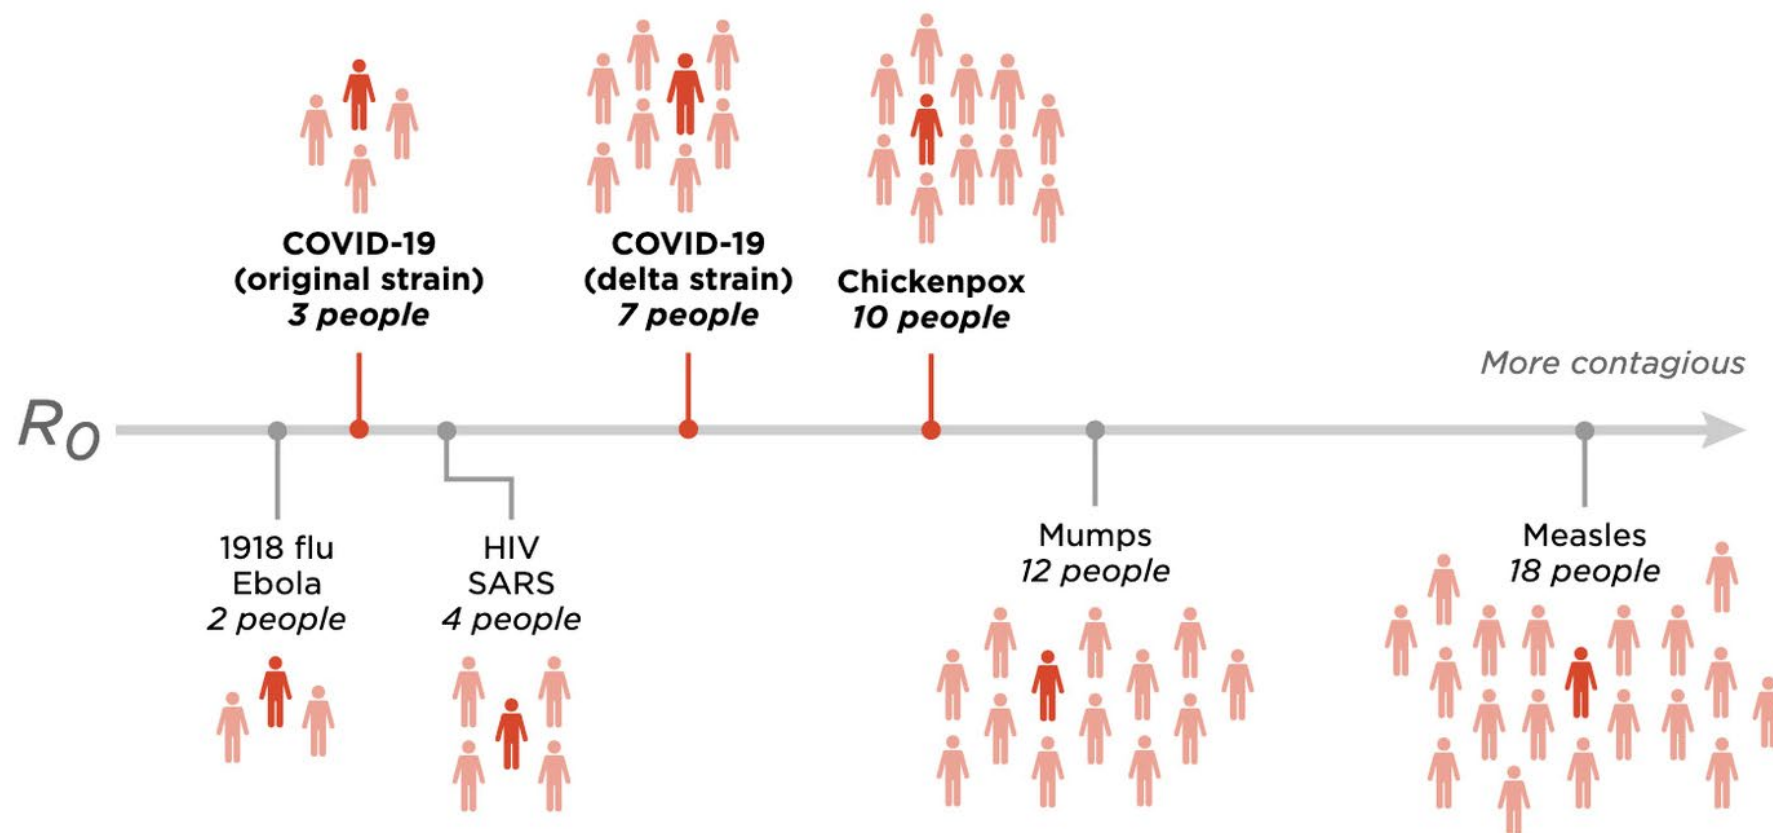 COVID-19
(original strain)
3 people
COVID-19
(delta strain)
7 people
Chickenpox
10 people
More contagious
R0
1918 flu
Ebola
2 people
HIV
SARS
4 people
Mumps
12 people
Measles
18 people